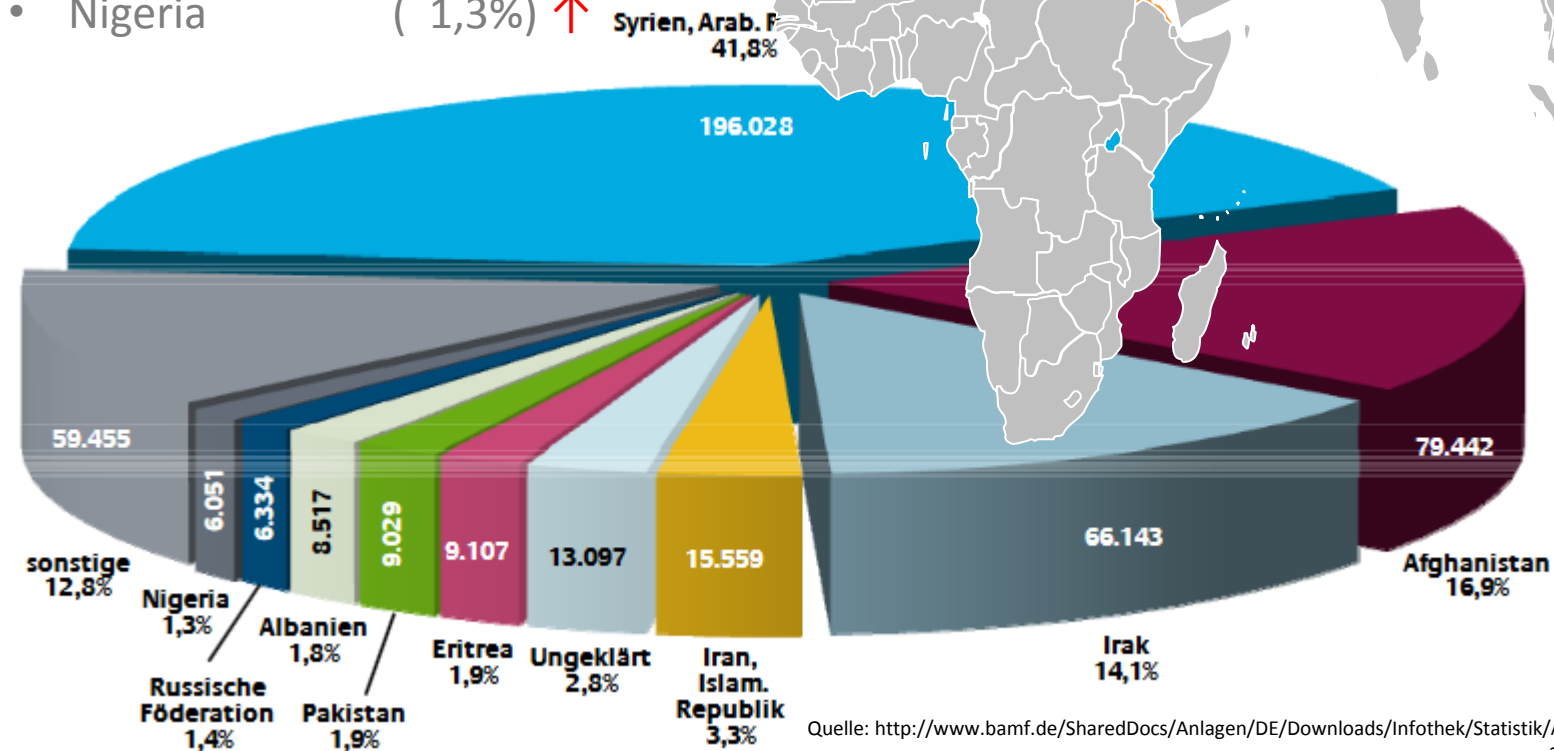 • Nigeria ( 1,3%) ↑
Syrien, Arab.
41,8%
196.028
59.455
6.051
6.334
8.517
9.029
9.107
13.097
15.559
66.143
79.442
sonstige
12,8%
Nigeria
1,3%
Russische
Föderation
1,4%
Albanien
1,8%
Pakistan
1,9%
Eritrea
1,9%
Ungeklärt
2,8%
Iran,
Islam.
Republik
3,3%
Irak
14,1%
Afghanistan
16,9%
Quelle: http://www.bamf.de/SharedDocs/Anlagen/DE/Downloads/Infothek/Statistik/